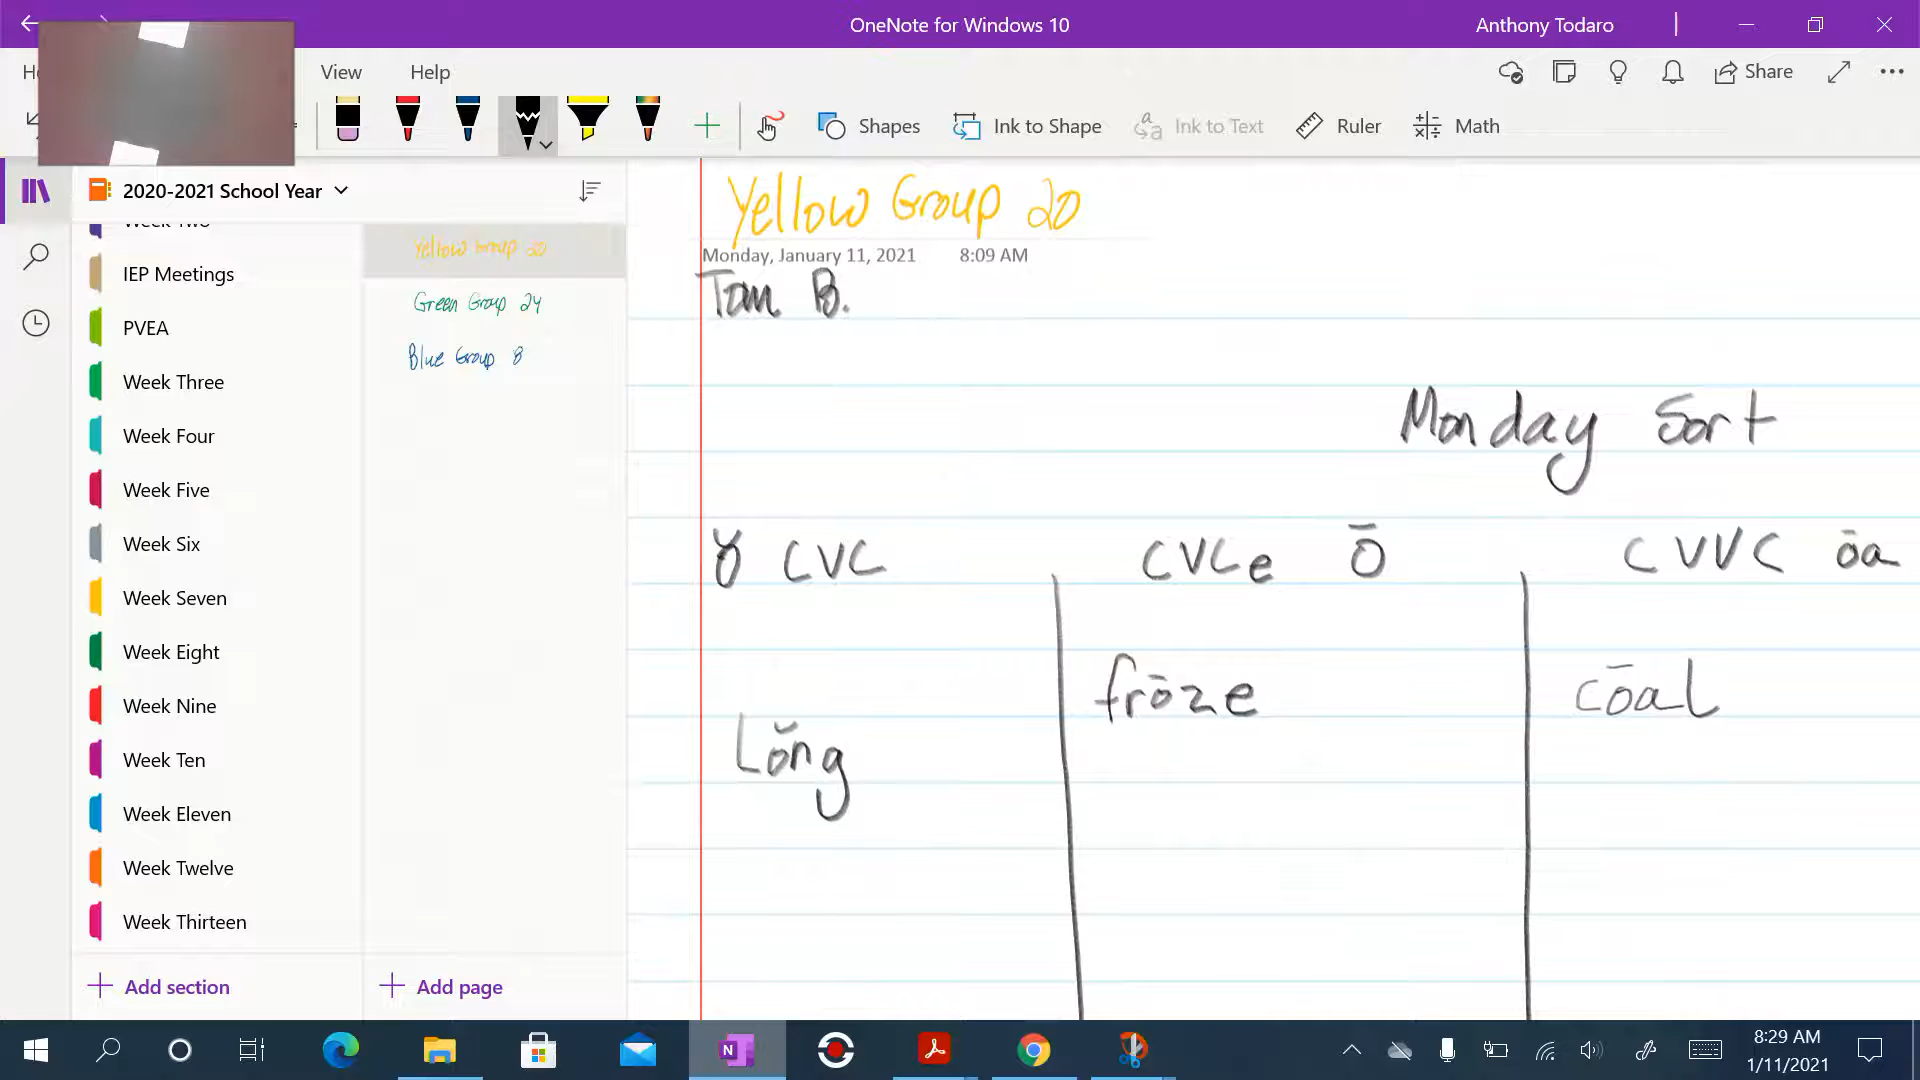 OneNote for Windows 10
Anthony Todaro
View
Help
Share
Shapes
Ink to Shape
Ink to Text
Ruler
Math
2020-2021 School Year
IEP Meetings
PVEA
Week Three
Week Four
Week Five
Week Six
Week Seven
Week Eight
Week Nine
Week Ten
Week Eleven
Week Twelve
Week Thirteen
Add section
Yellow Group 20
Green Group 24
Blue Group 8
Add page
Yellow Group 20
Monday, January 11, 2021 8:09 AM
Tom B.
Monday Sort
ŏ CVC
CVCe ō
CVVC ōa
frōze
cōal
Lŏng
8:29 AM
1/11/2021